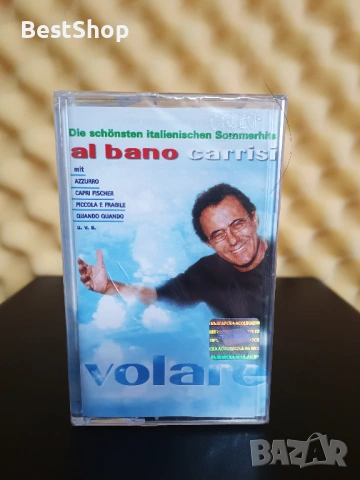 BestShop
Die schönsten italienischen Sommerhits
al bano carrisi
mit
AZZURRO
CAPRI FISCHER
PICCOLA E FRAGILE
QUANDO QUANDO
u. v. a.
volare
BAZAR